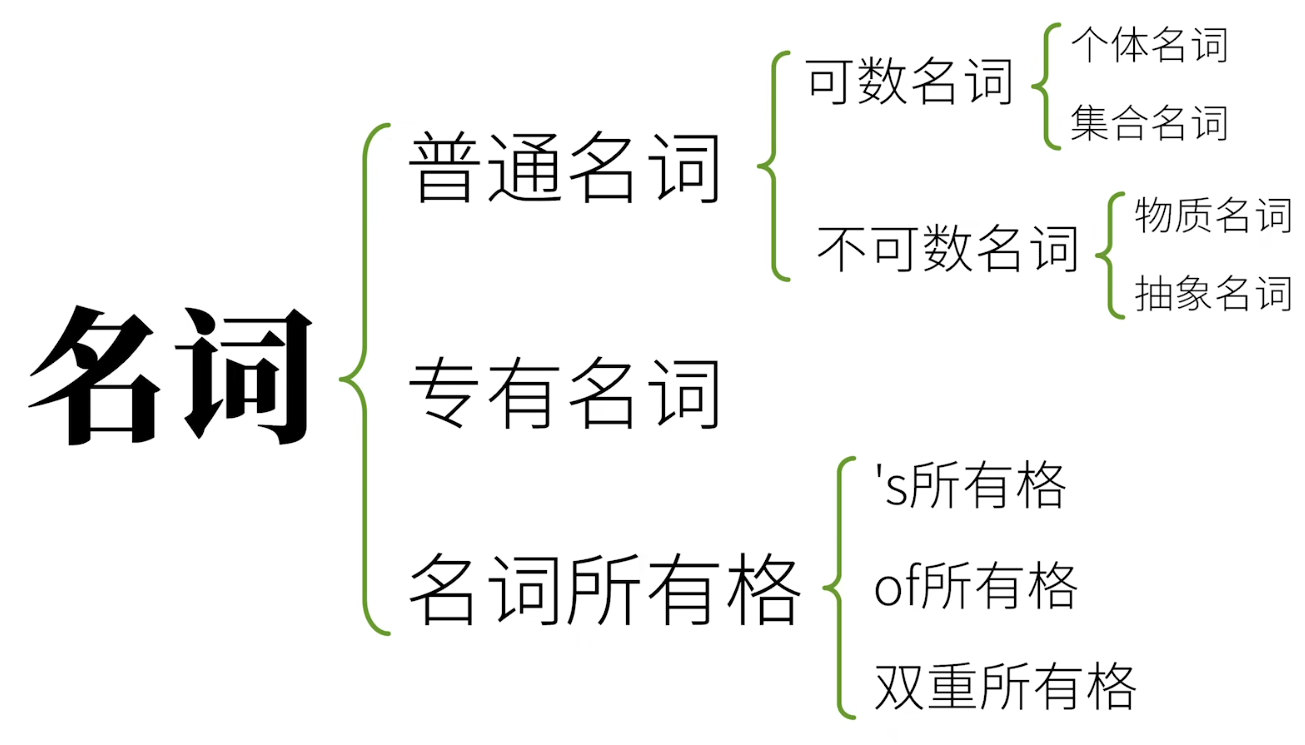 名词
普通名词
可数名词
个体名词
集合名词
不可数名词
物质名词
抽象名词
专有名词
名词所有格
's所有格
of所有格
双重所有格